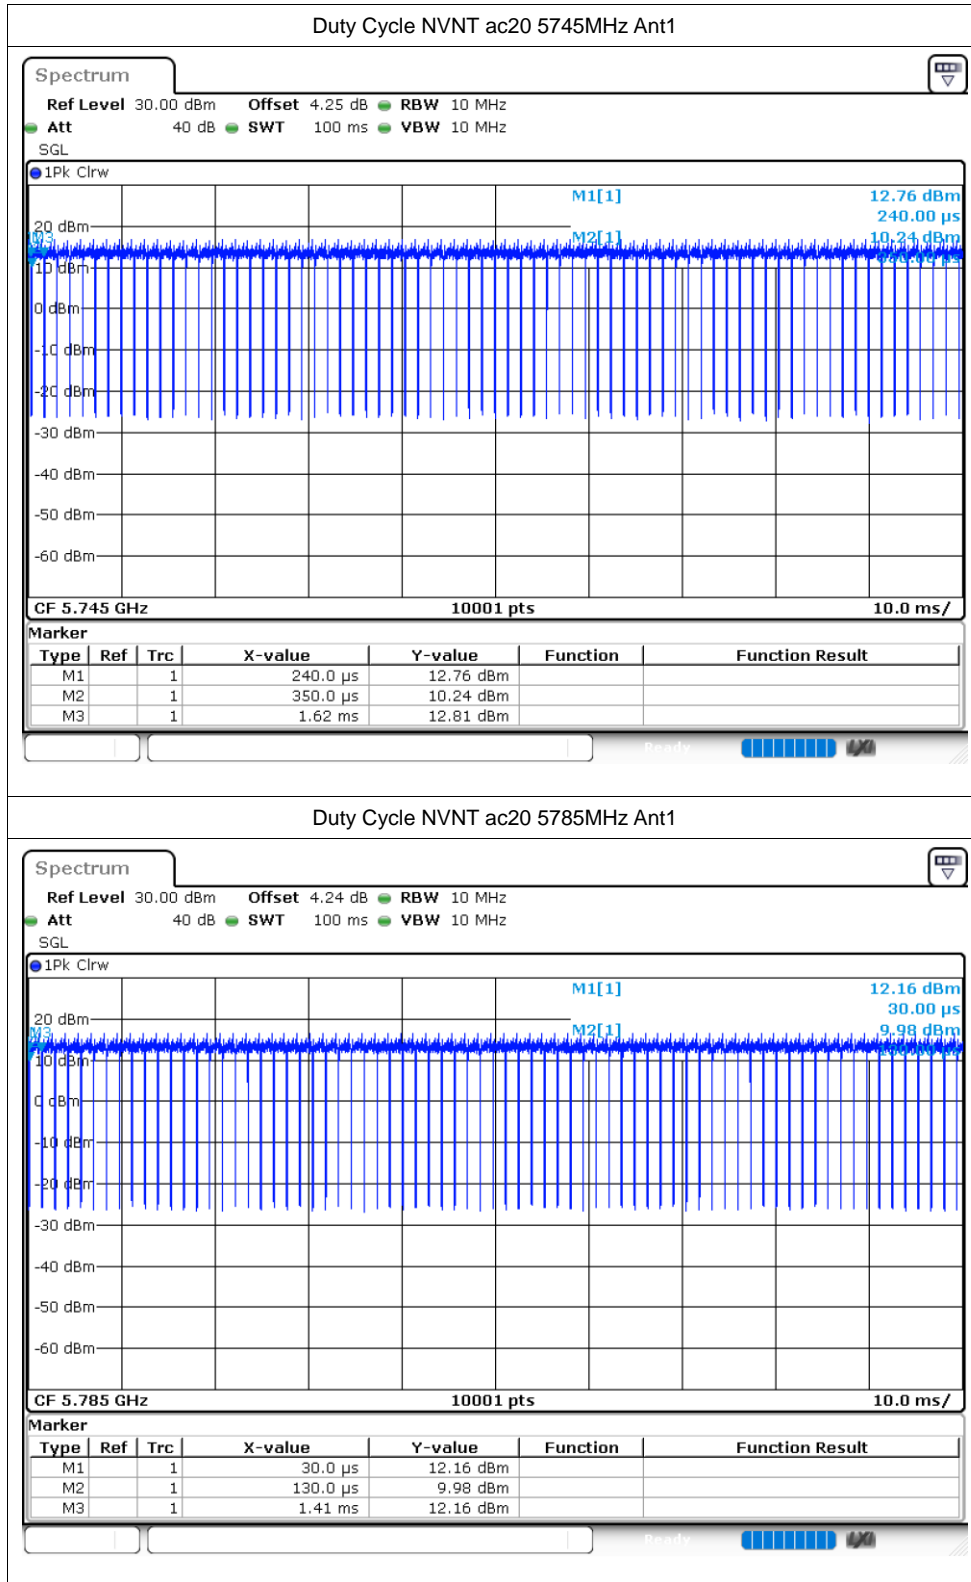 Duty Cycle NVNT ac20 5745MHz Ant1
Spectrum
Ref Level 30.00 dBm Offset 4.25 dB RBW 10 MHz
Att 40 dB SWT 100 ms VBW 10 MHz
SGL
1Pk Clrw
M1[1] 12.76 dBm
240.00 µs
20 dBm
M3
M2[1] 10.24 dBm
10 dBm
0 dBm
-10 dBm
-20 dBm
-30 dBm
-40 dBm
-50 dBm
-60 dBm
CF 5.745 GHz 10001 pts 10.0 ms/
Marker
Type Ref Trc X-value Y-value Function Function Result
M1 1 240.0 µs 12.76 dBm
M2 1 350.0 µs 10.24 dBm
M3 1 1.62 ms 12.81 dBm
Ready LXI
Duty Cycle NVNT ac20 5785MHz Ant1
Spectrum
Ref Level 30.00 dBm Offset 4.24 dB RBW 10 MHz
Att 40 dB SWT 100 ms VBW 10 MHz
SGL
1Pk Clrw
M1[1] 12.16 dBm
30.00 µs
20 dBm
M3
M2[1] 9.98 dBm
130.00 µs
10 dBm
0 dBm
-10 dBm
-20 dBm
-30 dBm
-40 dBm
-50 dBm
-60 dBm
CF 5.785 GHz 10001 pts 10.0 ms/
Marker
Type Ref Trc X-value Y-value Function Function Result
M1 1 30.0 µs 12.16 dBm
M2 1 130.0 µs 9.98 dBm
M3 1 1.41 ms 12.16 dBm
Ready LXI